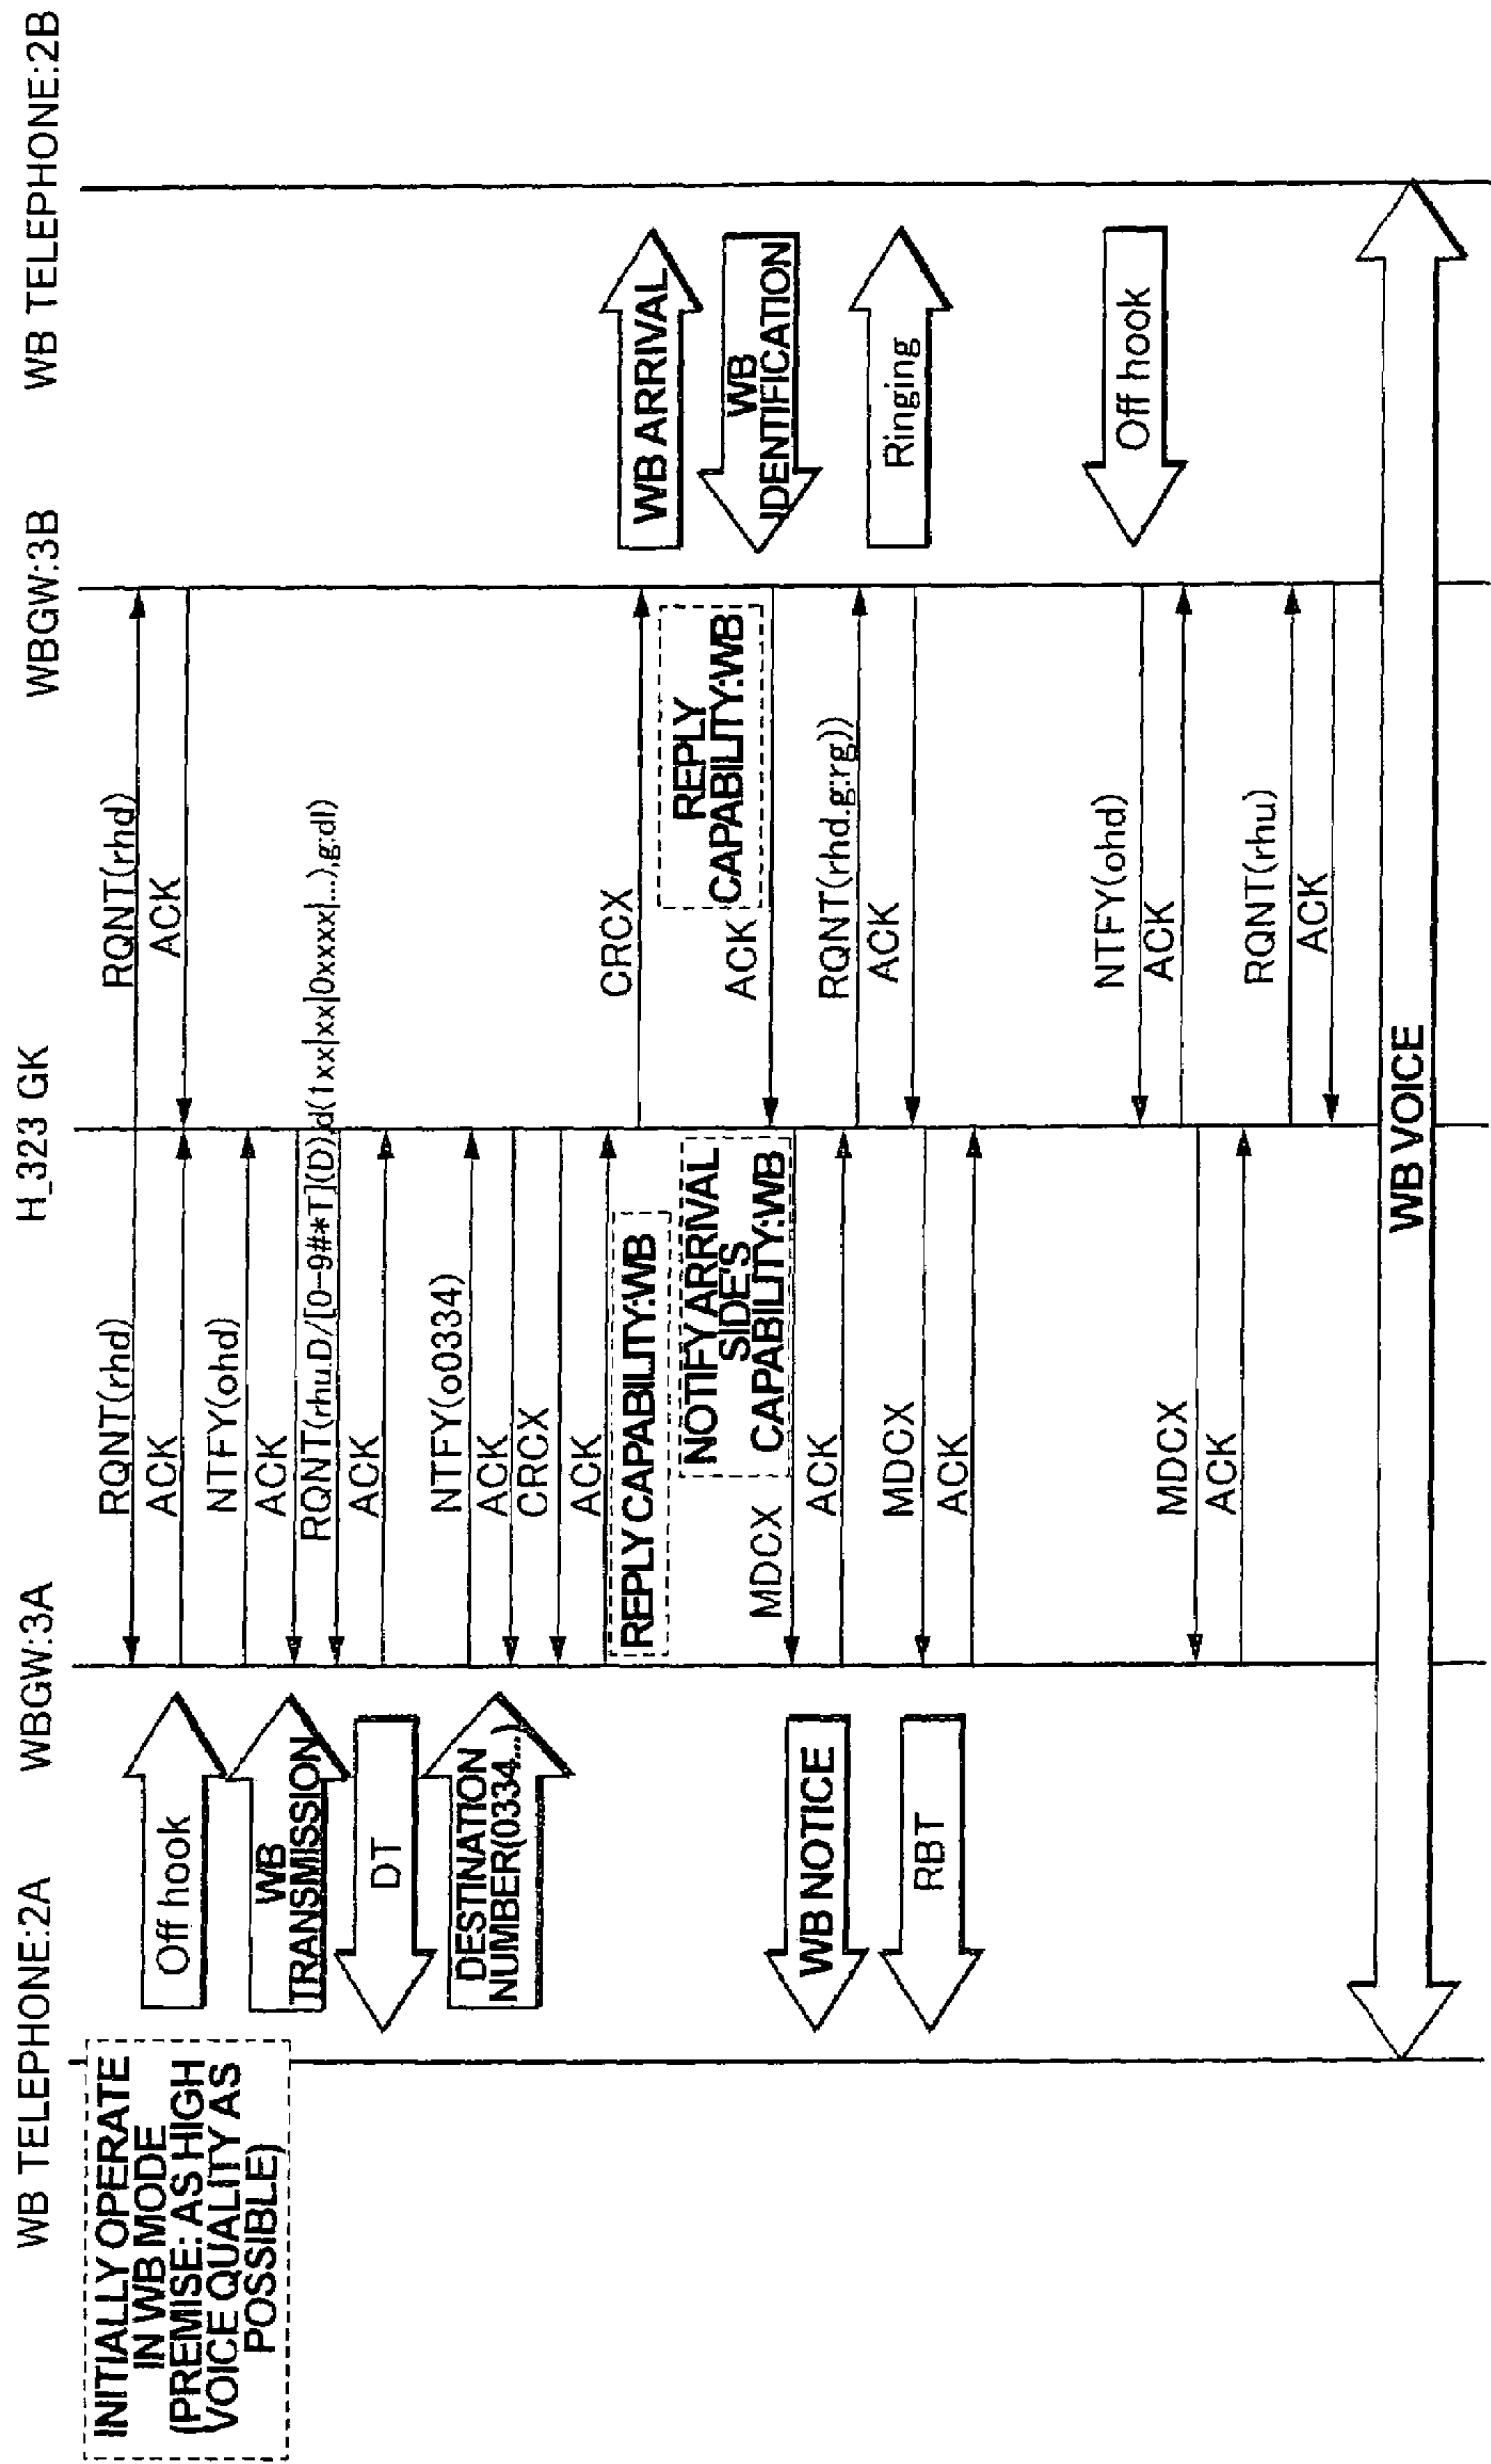 WB TELEPHONE:2A
WBGW:3A
H_323 GK
WBGW:3B
WB TELEPHONE:2B
INITIALLY OPERATE
IN WB MODE
(PREMISE: AS HIGH
VOICE QUALITY AS
POSSIBLE)
Off hook
WB
TRANSMISSION
DT
DESTINATION
NUMBER(0334...)
WB NOTICE
RBT
RQNT(rhd)
ACK
NTFY(ohd)
ACK
RQNT(rhu.D/[0-9#*T](D),d(1xx|xx|0xxxx|...),g:dl)
ACK
NTFY(o0334)
ACK
CRCX
ACK
REPLY CAPABILITY:WB
NOTIFY ARRIVAL
SIDE'S
CAPABILITY:WB
MDCX
ACK
MDCX
ACK
MDCX
ACK
RQNT(rhd)
ACK
CRCX
REPLY
CAPABILITY:WB
ACK
RQNT(rhd.g:rg))
ACK
NTFY(ohd)
ACK
RQNT(rhu)
ACK
WB ARRIVAL
WB
IDENTIFICATION
Ringing
Off hook
WB VOICE